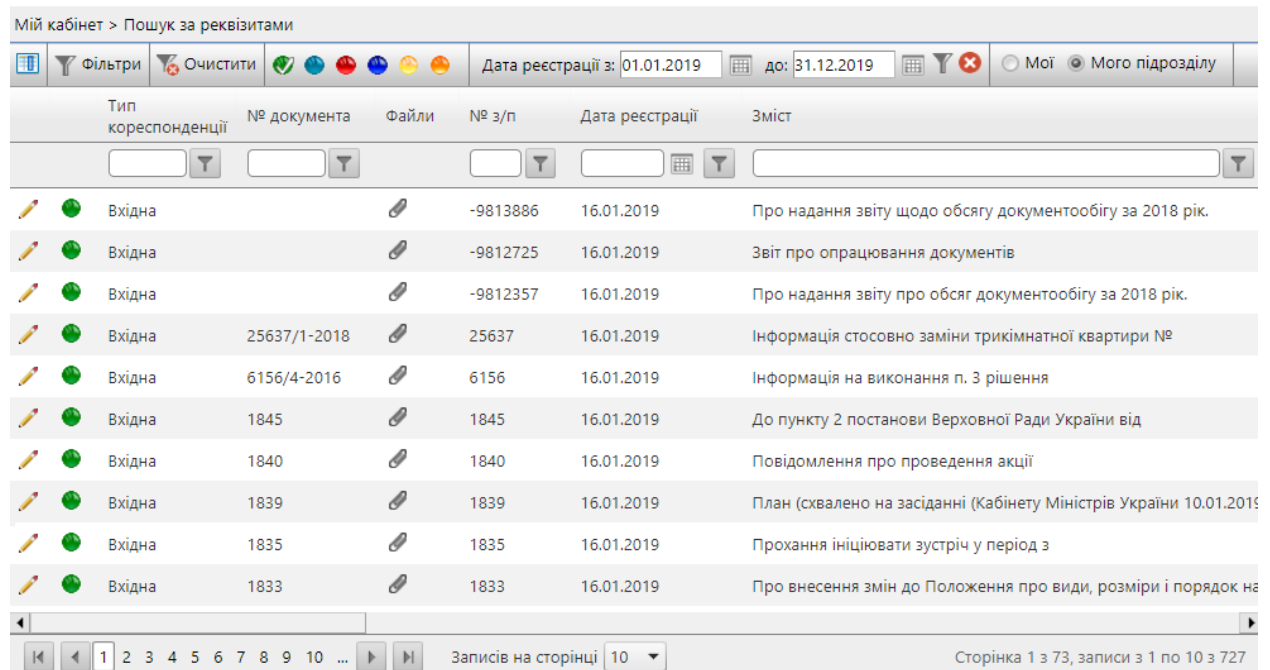 Мій кабінет > Пошук за реквізитами
Фільтри Очистити Дата реєстрації з: 01.01.2019 до: 31.12.2019 Мої Мого підрозділу
Тип кореспонденції № документа Файли № з/п Дата реєстрації Зміст
Вхідна -9813886 16.01.2019 Про надання звіту щодо обсягу документообігу за 2018 рік.
Вхідна -9812725 16.01.2019 Звіт про опрацювання документів
Вхідна -9812357 16.01.2019 Про надання звіту про обсяг документообігу за 2018 рік.
Вхідна 25637/1-2018 25637 16.01.2019 Інформація стосовно заміни трикімнатної квартири №
Вхідна 6156/4-2016 6156 16.01.2019 Інформація на виконання п. 3 рішення
Вхідна 1845 1845 16.01.2019 До пункту 2 постанови Верховної Ради України від
Вхідна 1840 1840 16.01.2019 Повідомлення про проведення акції
Вхідна 1839 1839 16.01.2019 План (схвалено на засіданні (Кабінету Міністрів України 10.01.2019
Вхідна 1835 1835 16.01.2019 Прохання ініціювати зустріч у період з
Вхідна 1833 1833 16.01.2019 Про внесення змін до Положення про види, розміри і порядок на
1 2 3 4 5 6 7 8 9 10 ... Записів на сторінці 10 Сторінка 1 з 73, записи з 1 по 10 з 727